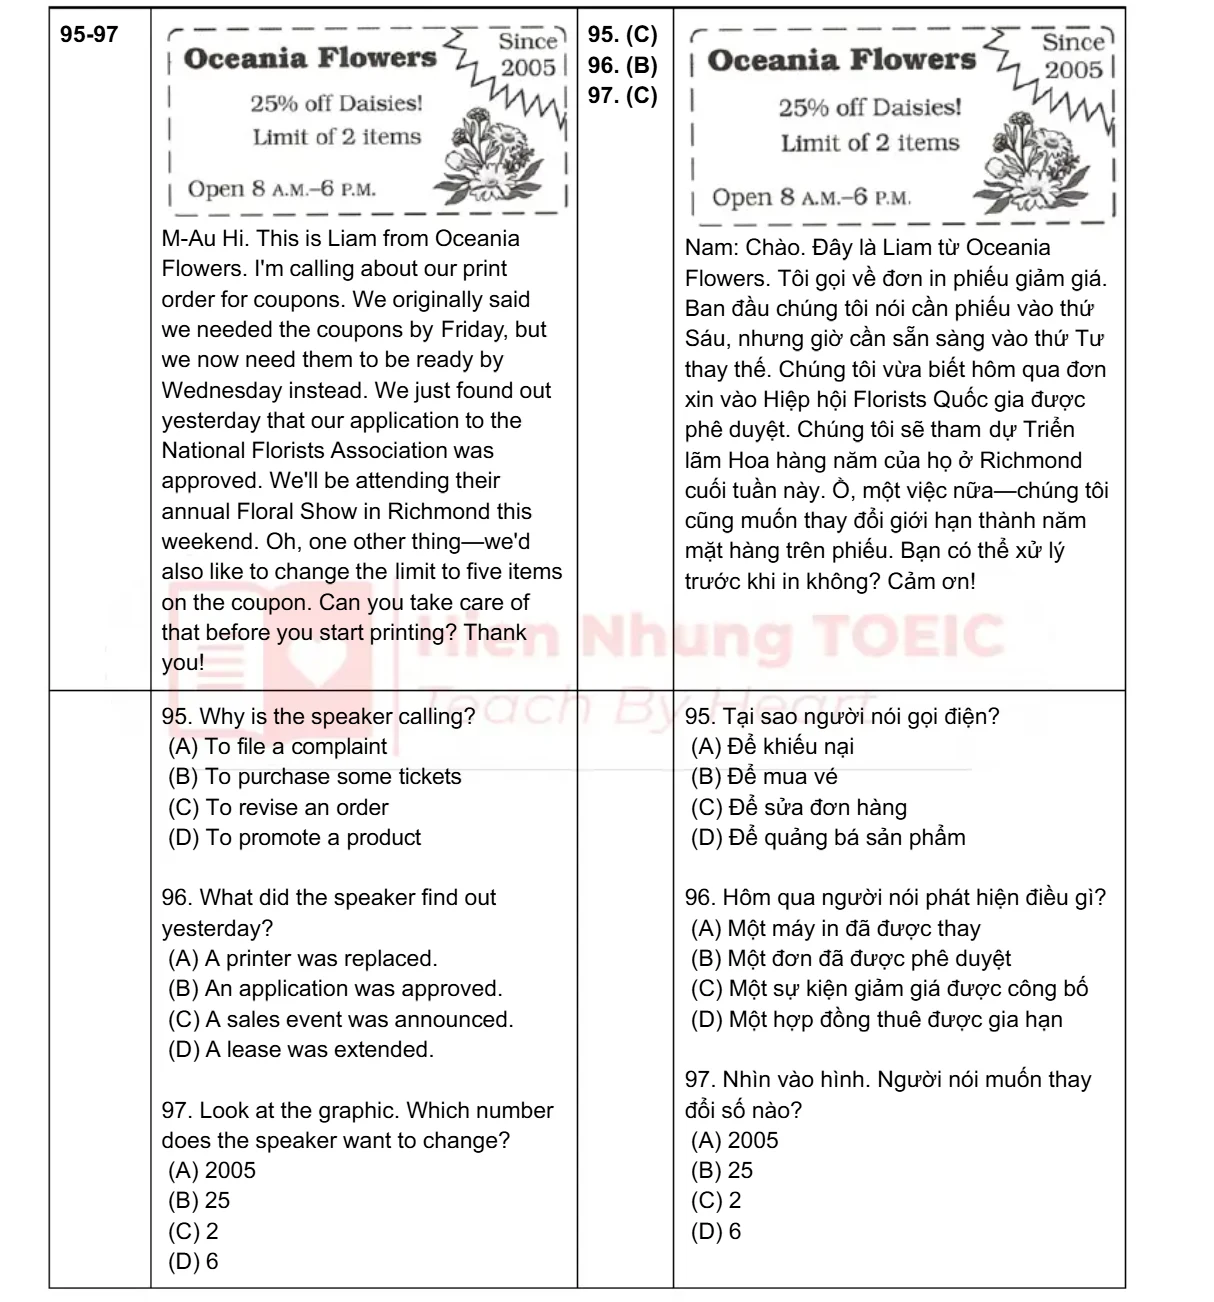 95-97
Oceania Flowers
Since
2005
25% off Daisies!
Limit of 2 items
Open 8 A.M.–6 P.M.
M-Au Hi. This is Liam from Oceania
Flowers. I'm calling about our print
order for coupons. We originally said
we needed the coupons by Friday, but
we now need them to be ready by
Wednesday instead. We just found out
yesterday that our application to the
National Florists Association was
approved. We'll be attending their
annual Floral Show in Richmond this
weekend. Oh, one other thing—we'd
also like to change the limit to five items
on the coupon. Can you take care of
that before you start printing? Thank
you!
95. (C)
96. (B)
97. (C)
Oceania Flowers
Since
2005
25% off Daisies!
Limit of 2 items
Open 8 A.M.–6 P.M.
Nam: Chào. Đây là Liam từ Oceania
Flowers. Tôi gọi về đơn in phiếu giảm giá.
Ban đầu chúng tôi nói cần phiếu vào thứ
Sáu, nhưng giờ cần sẵn sàng vào thứ Tư
thay thế. Chúng tôi vừa biết hôm qua đơn
xin vào Hiệp hội Florists Quốc gia được
phê duyệt. Chúng tôi sẽ tham dự Triển
lãm Hoa hàng năm của họ ở Richmond
cuối tuần này. Ồ, một việc nữa—chúng tôi
cũng muốn thay đổi giới hạn thành năm
mặt hàng trên phiếu. Bạn có thể xử lý
trước khi in không? Cảm ơn!
Hien Nhung TOEIC
Teach By Heart
95. Why is the speaker calling?
(A) To file a complaint
(B) To purchase some tickets
(C) To revise an order
(D) To promote a product
96. What did the speaker find out
yesterday?
(A) A printer was replaced.
(B) An application was approved.
(C) A sales event was announced.
(D) A lease was extended.
97. Look at the graphic. Which number
does the speaker want to change?
(A) 2005
(B) 25
(C) 2
(D) 6
95. Tại sao người nói gọi điện?
(A) Để khiếu nại
(B) Để mua vé
(C) Để sửa đơn hàng
(D) Để quảng bá sản phẩm
96. Hôm qua người nói phát hiện điều gì?
(A) Một máy in đã được thay
(B) Một đơn đã được phê duyệt
(C) Một sự kiện giảm giá được công bố
(D) Một hợp đồng thuê được gia hạn
97. Nhìn vào hình. Người nói muốn thay
đổi số nào?
(A) 2005
(B) 25
(C) 2
(D) 6